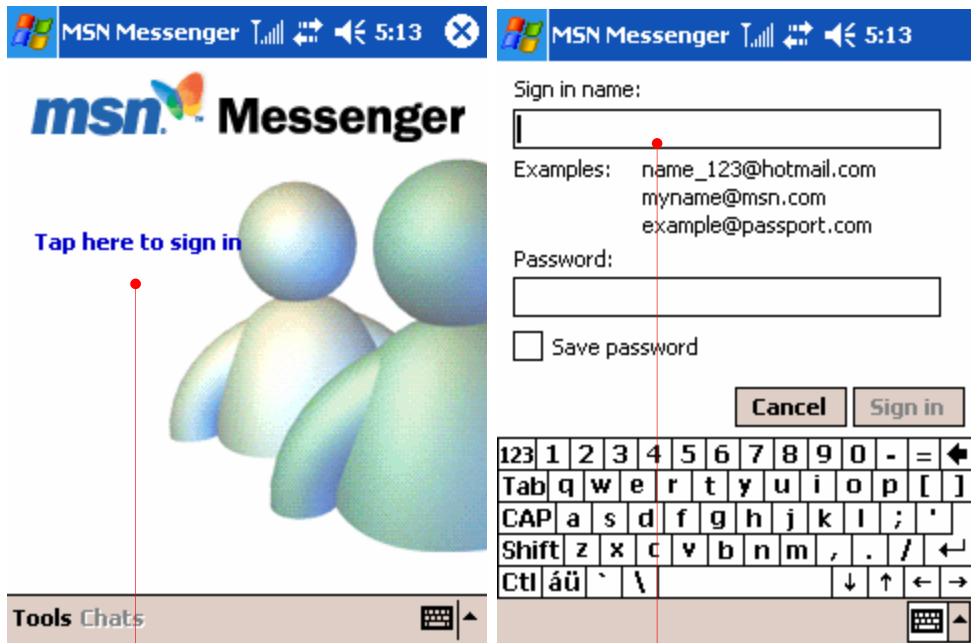 MSN Messenger 5:13
msn Messenger
Tap here to sign in
Tools Chats
MSN Messenger 5:13
Sign in name:
Examples: name_123@hotmail.com
myname@msn.com
example@passport.com
Password:
Save password
Cancel Sign in
123 1 2 3 4 5 6 7 8 9 0 - =
Tab q w e r t y u i o p [ ]
CAP a s d f g h j k l ; '
Shift z x c v b n m , . /
Ctl áü ` \